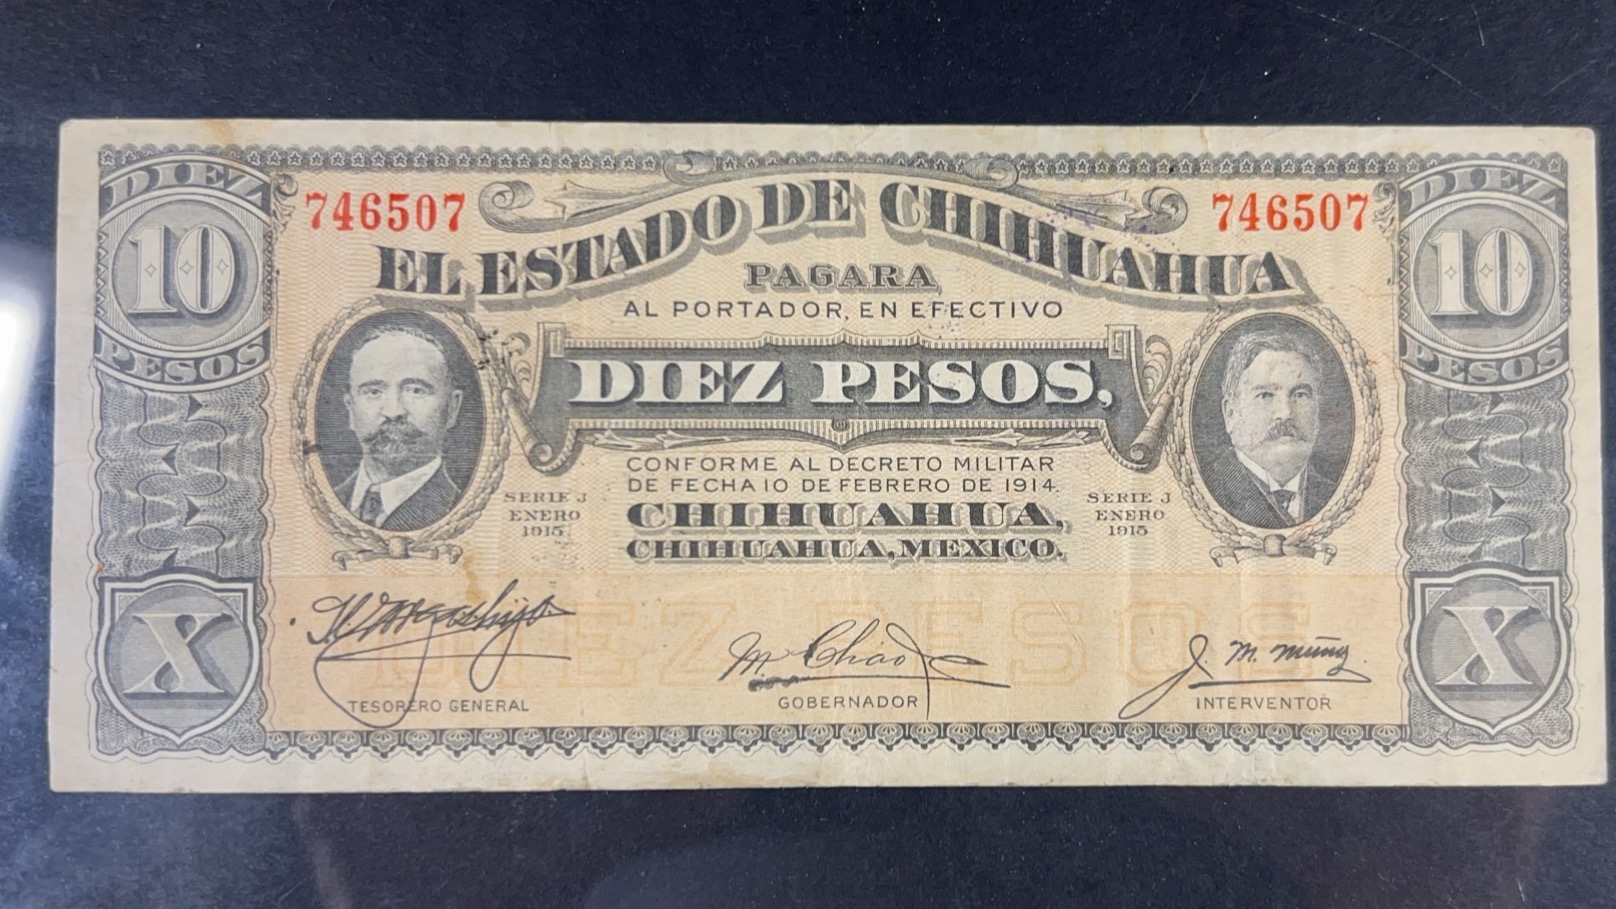 DIEZ
10
PESOS
746507
EL ESTADO DE CHIHUAHUA
746507
DIEZ
10
PESOS
PAGARA
AL PORTADOR, EN EFECTIVO
DIEZ PESOS,
CONFORME AL DECRETO MILITAR
DE FECHA 10 DE FEBRERO DE 1914.
SERIE J
ENERO
1915
CHIHUAHUA,
CHIHUAHUA, MEXICO.
SERIE J
ENERO
1915
DIEZ PESOS
X
TESORERO GENERAL
M. Chao
GOBERNADOR
J. M. Muñoz
INTERVENTOR
X